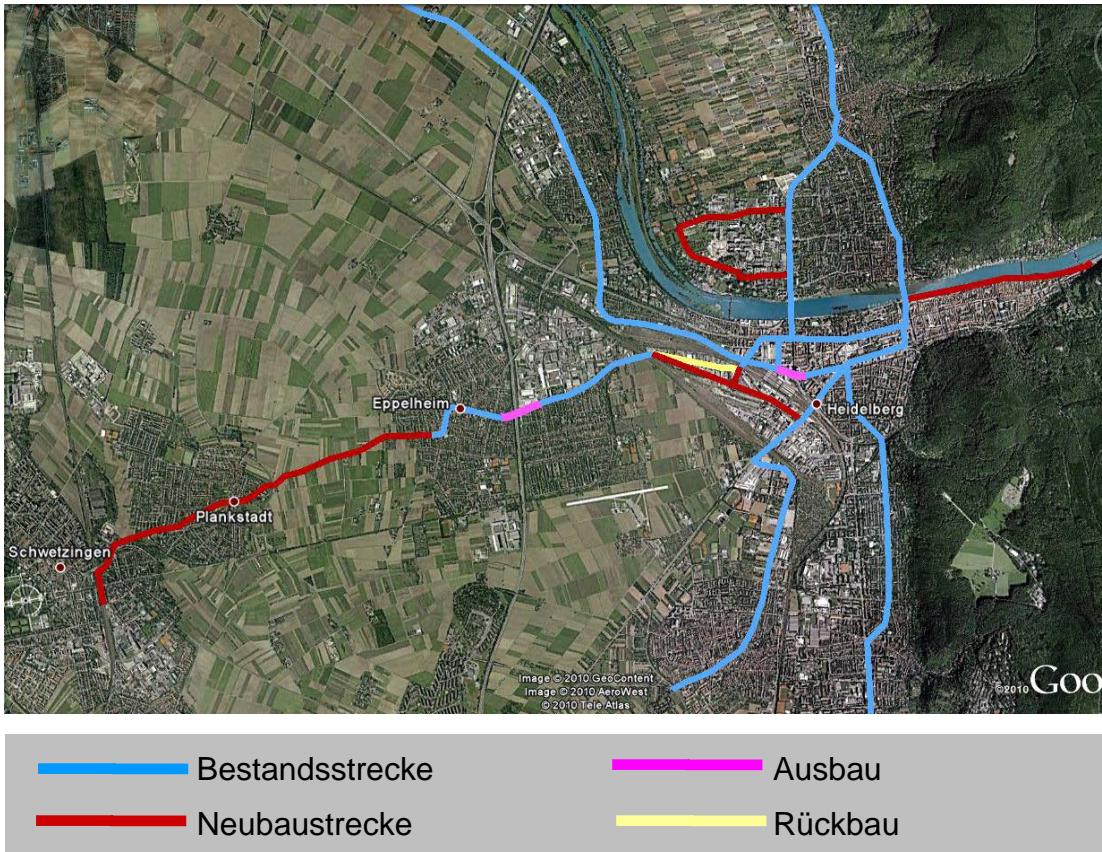 Eppelheim
Heidelberg
Plankstadt
Schwetzingen
Image © 2010 GeoContent
Image © 2010 AeroWest
© 2010 Tele Atlas
©2010 Goo
Bestandsstrecke
Ausbau
Neubaustrecke
Rückbau